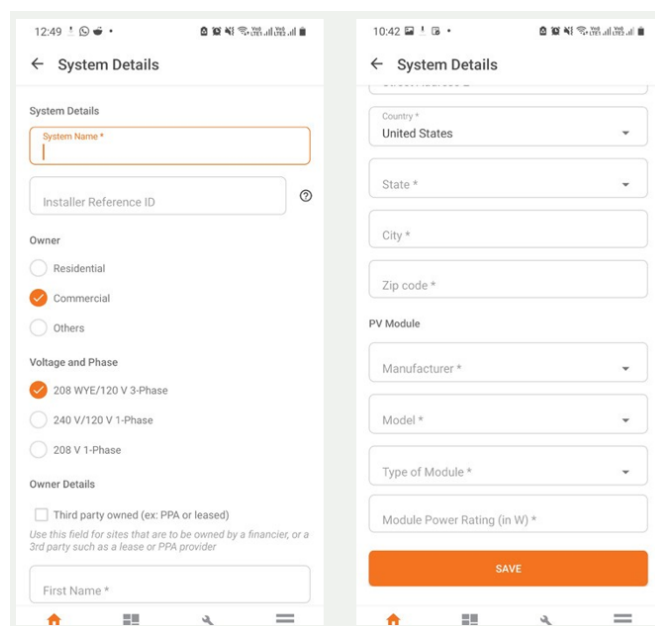 12:49
System Details
System Details
System Name *
Installer Reference ID
Owner
Residential
Commercial
Others
Voltage and Phase
208 WYE/120 V 3-Phase
240 V/120 V 1-Phase
208 V 1-Phase
Owner Details
Third party owned (ex: PPA or leased)
Use this field for sites that are to be owned by a financier, or a
3rd party such as a lease or PPA provider
First Name *
10:42
System Details
Country *
United States
State *
City *
Zip code *
PV Module
Manufacturer *
Model *
Type of Module *
Module Power Rating (in W) *
SAVE